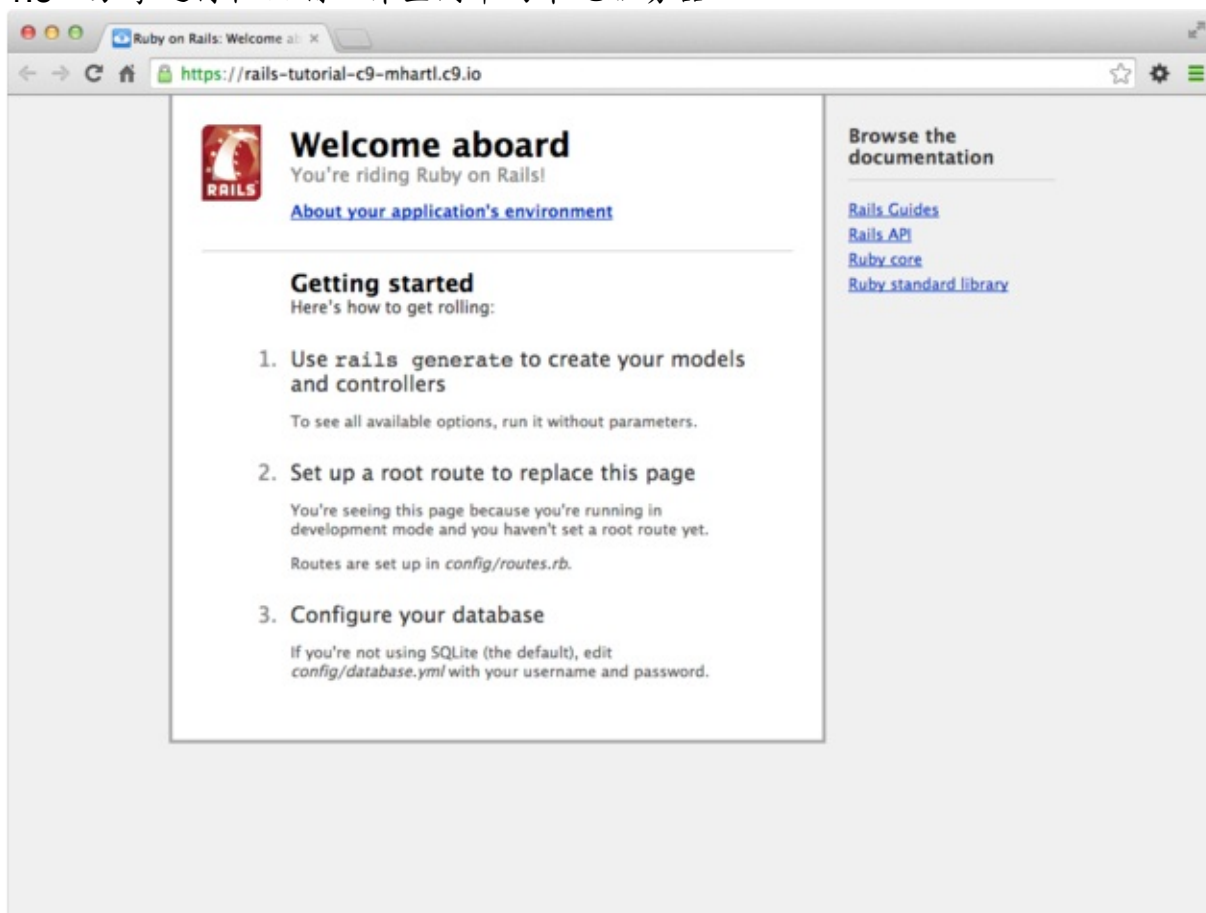 Ruby on Rails: Welcome
https://rails-tutorial-c9-mhartl.c9.io
RAILS
Welcome aboard
You're riding Ruby on Rails!
About your application's environment
Getting started
Here's how to get rolling:
1. Use rails generate to create your models
and controllers
To see all available options, run it without parameters.
2. Set up a root route to replace this page
You're seeing this page because you're running in
development mode and you haven't set a root route yet.
Routes are set up in config/routes.rb.
3. Configure your database
If you're not using SQLite (the default), edit
config/database.yml with your username and password.
Browse the
documentation
Rails Guides
Rails API
Ruby core
Ruby standard library